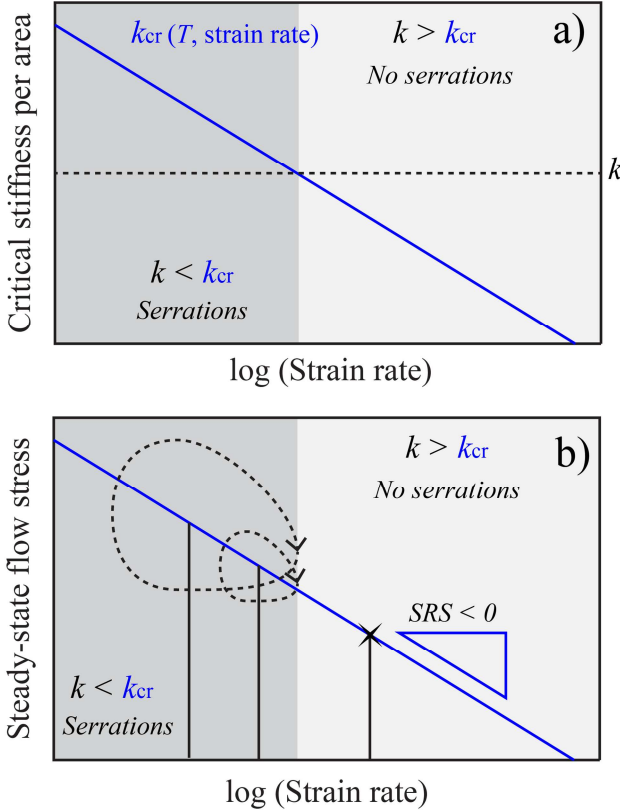 Critical stiffness per area
kcr (T, strain rate)
k > kcr
a)
No serrations
k
k < kcr
Serrations
log (Strain rate)
Steady-state flow stress
k > kcr
b)
No serrations
SRS < 0
k < kcr
Serrations
log (Strain rate)